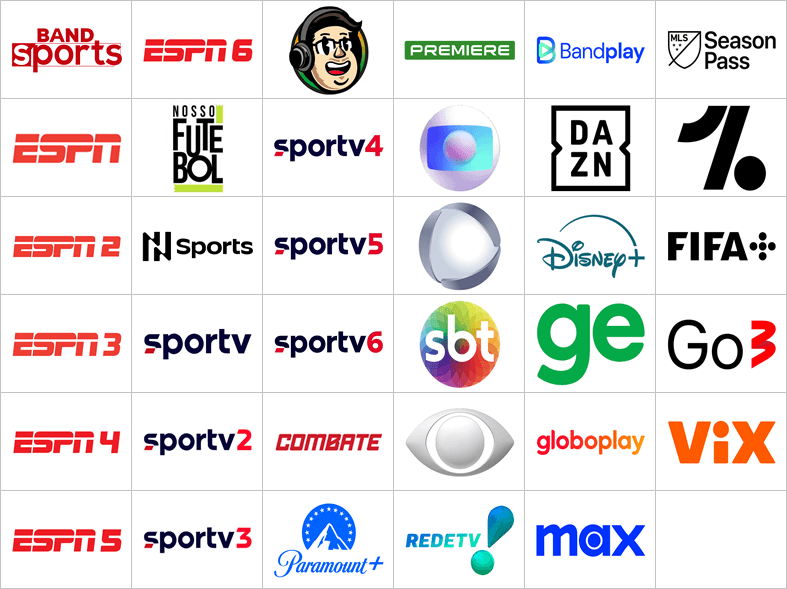 BAND
sports
ESPN 6
PREMIERE
Bandplay
MLS
Season
Pass
ESPN
NOSSO
FUTE
BOL
sportv4
DA
ZN
ESPN 2
N Sports
sportv5
Disney+
FIFA+
ESPN 3
sportv
sportv6
sbt
ge
Go3
ESPN 4
sportv2
COMBATE
globoplay
ViX
ESPN 5
sportv3
Paramount+
REDETV
max